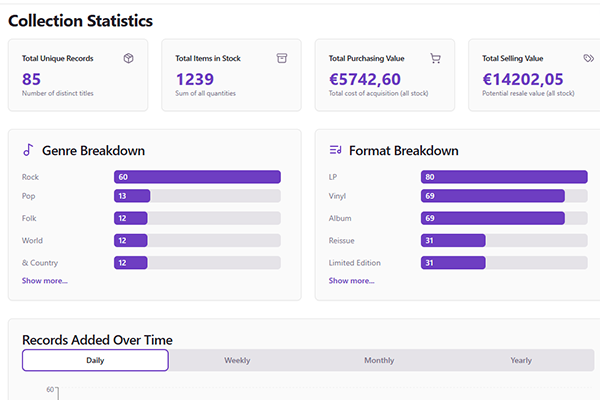 Collection Statistics
Total Unique Records
85
Number of distinct titles
Total Items in Stock
1239
Sum of all quantities
Total Purchasing Value
€5742,60
Total cost of acquisition (all stock)
Total Selling Value
€14202,05
Potential resale value (all stock)
Genre Breakdown
Rock 60
Pop 13
Folk 12
World 12
& Country 12
Show more...
Format Breakdown
LP 80
Vinyl 69
Album 69
Reissue 31
Limited Edition 31
Show more...
Records Added Over Time
Daily Weekly Monthly Yearly
60